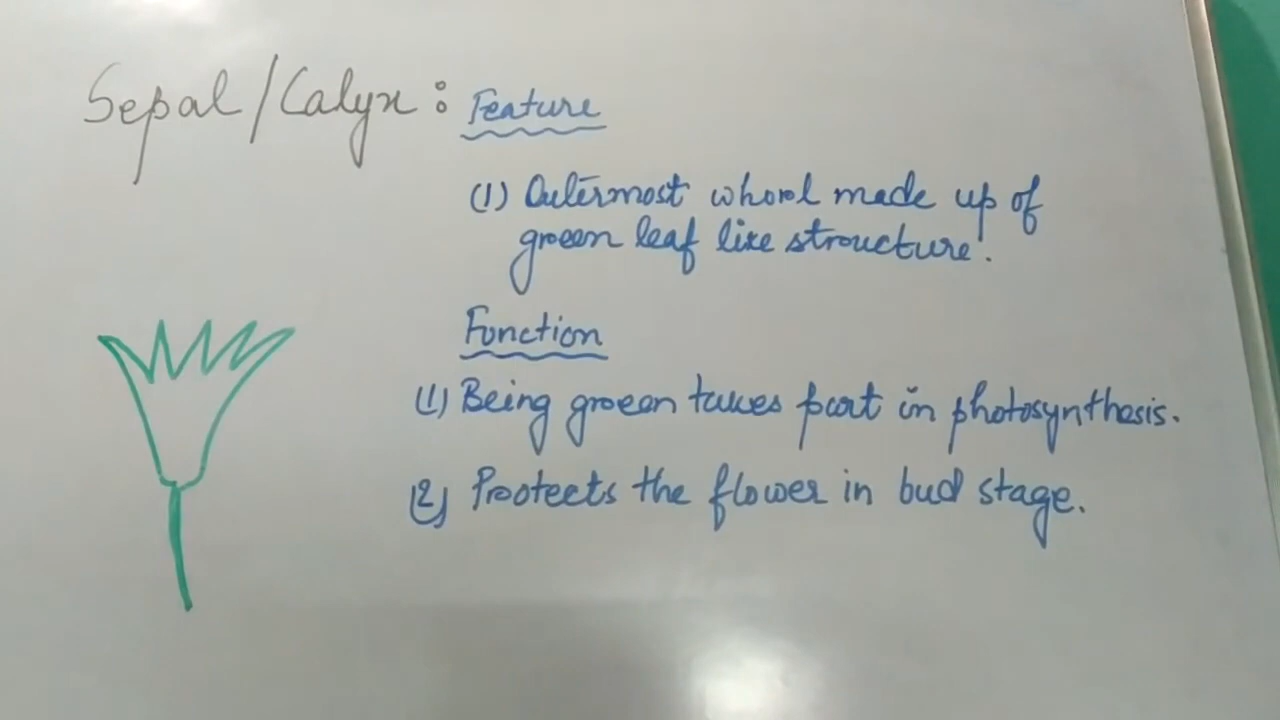 Sepal/Calyx: Feature
(1) Outermost whorl made up of
green leaf like structure.
Function
(1) Being green takes part in photosynthesis.
(2) Protects the flower in bud stage.